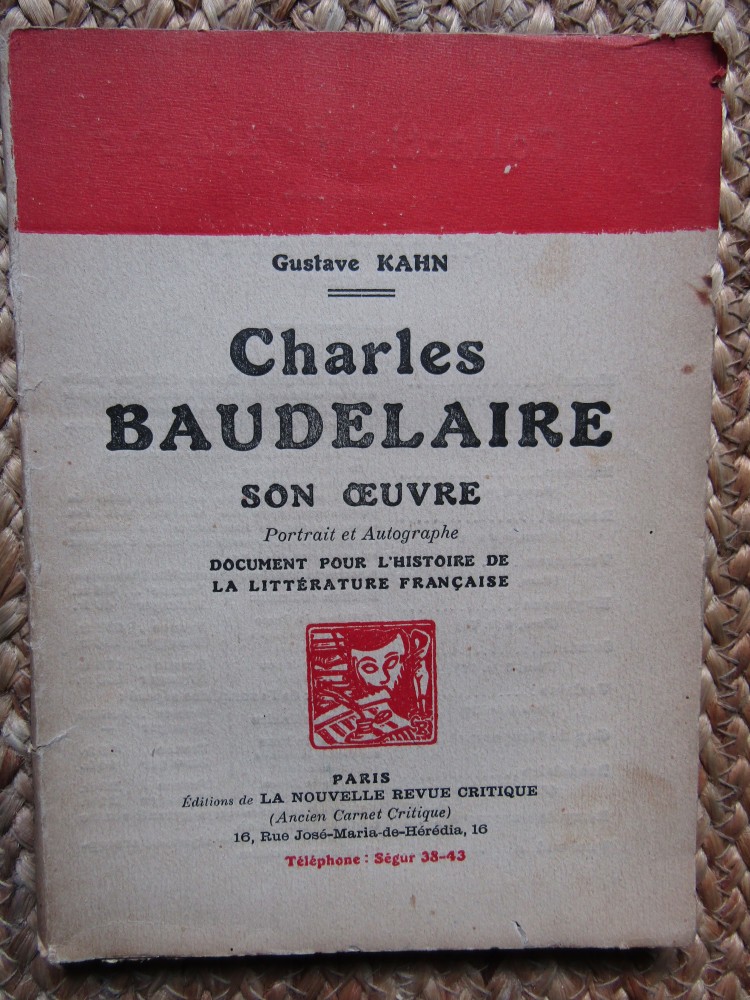 Gustave KAHN
Charles
BAUDELAIRE
SON ŒUVRE
Portrait et Autographe
DOCUMENT POUR L'HISTOIRE DE
LA LITTÉRATURE FRANÇAISE
PARIS
Éditions de LA NOUVELLE REVUE CRITIQUE
(Ancien Carnet Critique)
16, Rue José-Maria-de-Hérédia, 16
Téléphone : Ségur 38-43